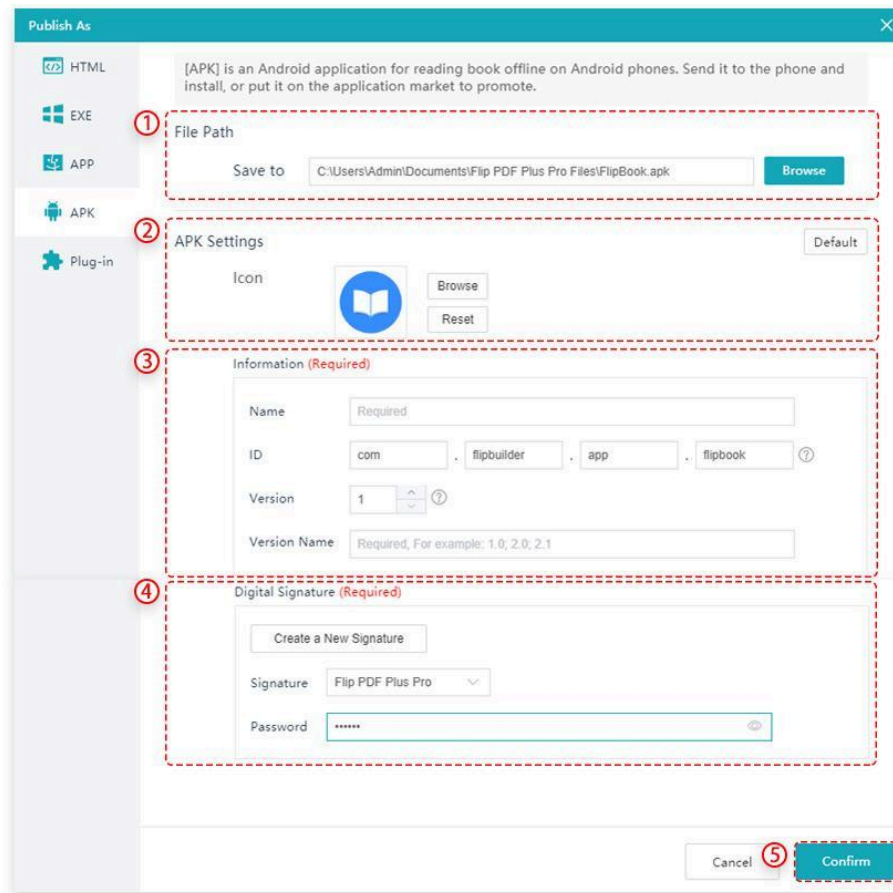 Publish As
HTML
EXE
APP
APK
Plug-in
[APK] is an Android application for reading book offline on Android phones. Send it to the phone and
install, or put it on the application market to promote.
①
File Path
Save to C:\Users\Admin\Documents\Flip PDF Plus Pro Files\FlipBook.apk Browse
②
APK Settings Default
Icon
Browse
Reset
③
Information (Required)
Name Required
ID com . flipbuilder . app . flipbook ?
Version 1 ?
Version Name Required, For example: 1.0; 2.0; 2.1
④
Digital Signature (Required)
Create a New Signature
Signature Flip PDF Plus Pro
Password ••••••
Cancel ⑤ Confirm